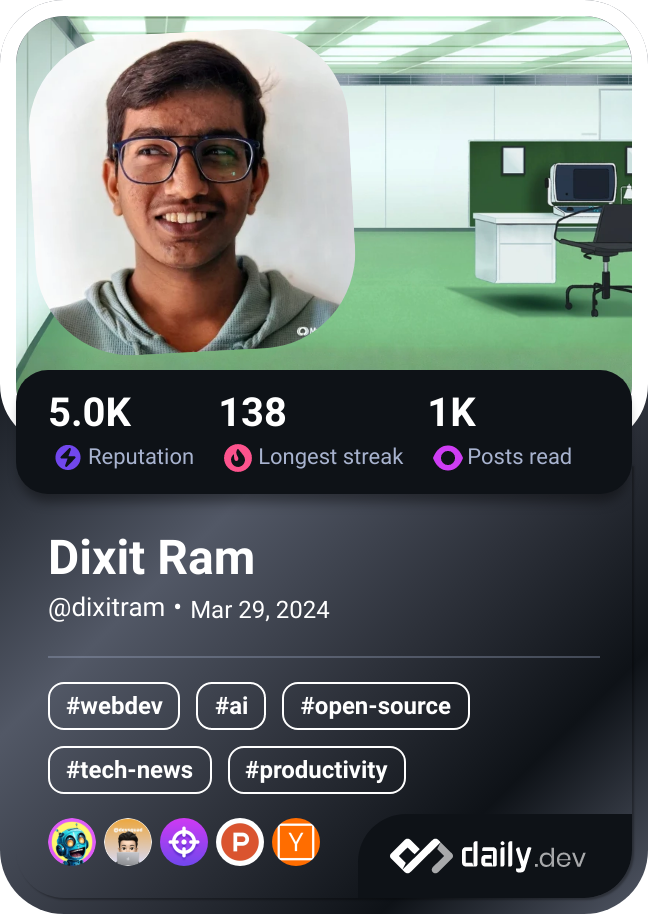 5.0K 138 1K
Reputation Longest streak Posts read
Dixit Ram
@dixitram • Mar 29, 2024
#webdev #ai #open-source
#tech-news #productivity
P Y
daily.dev